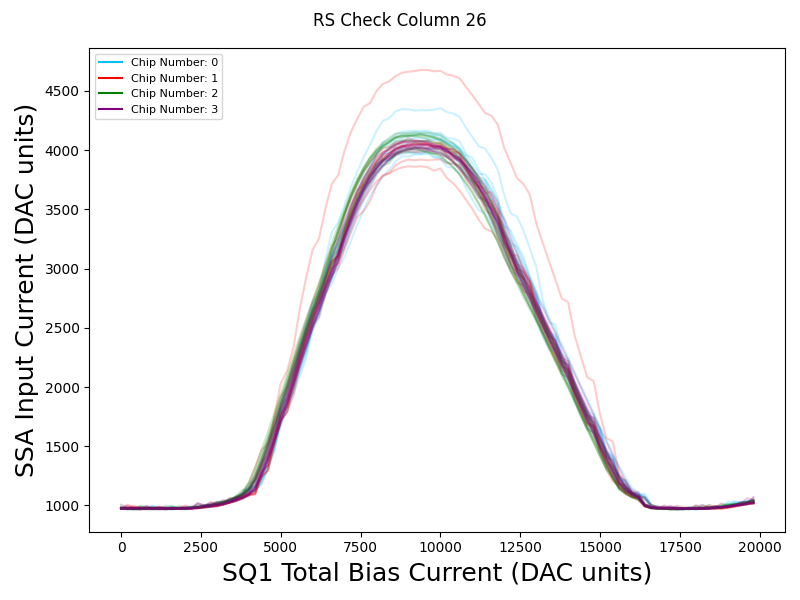 RS Check Column 26
Chip Number: 0
Chip Number: 1
Chip Number: 2
Chip Number: 3
SSA Input Current (DAC units)
4500
4000
3500
3000
2500
2000
1500
1000
0 2500 5000 7500 10000 12500 15000 17500 20000
SQ1 Total Bias Current (DAC units)